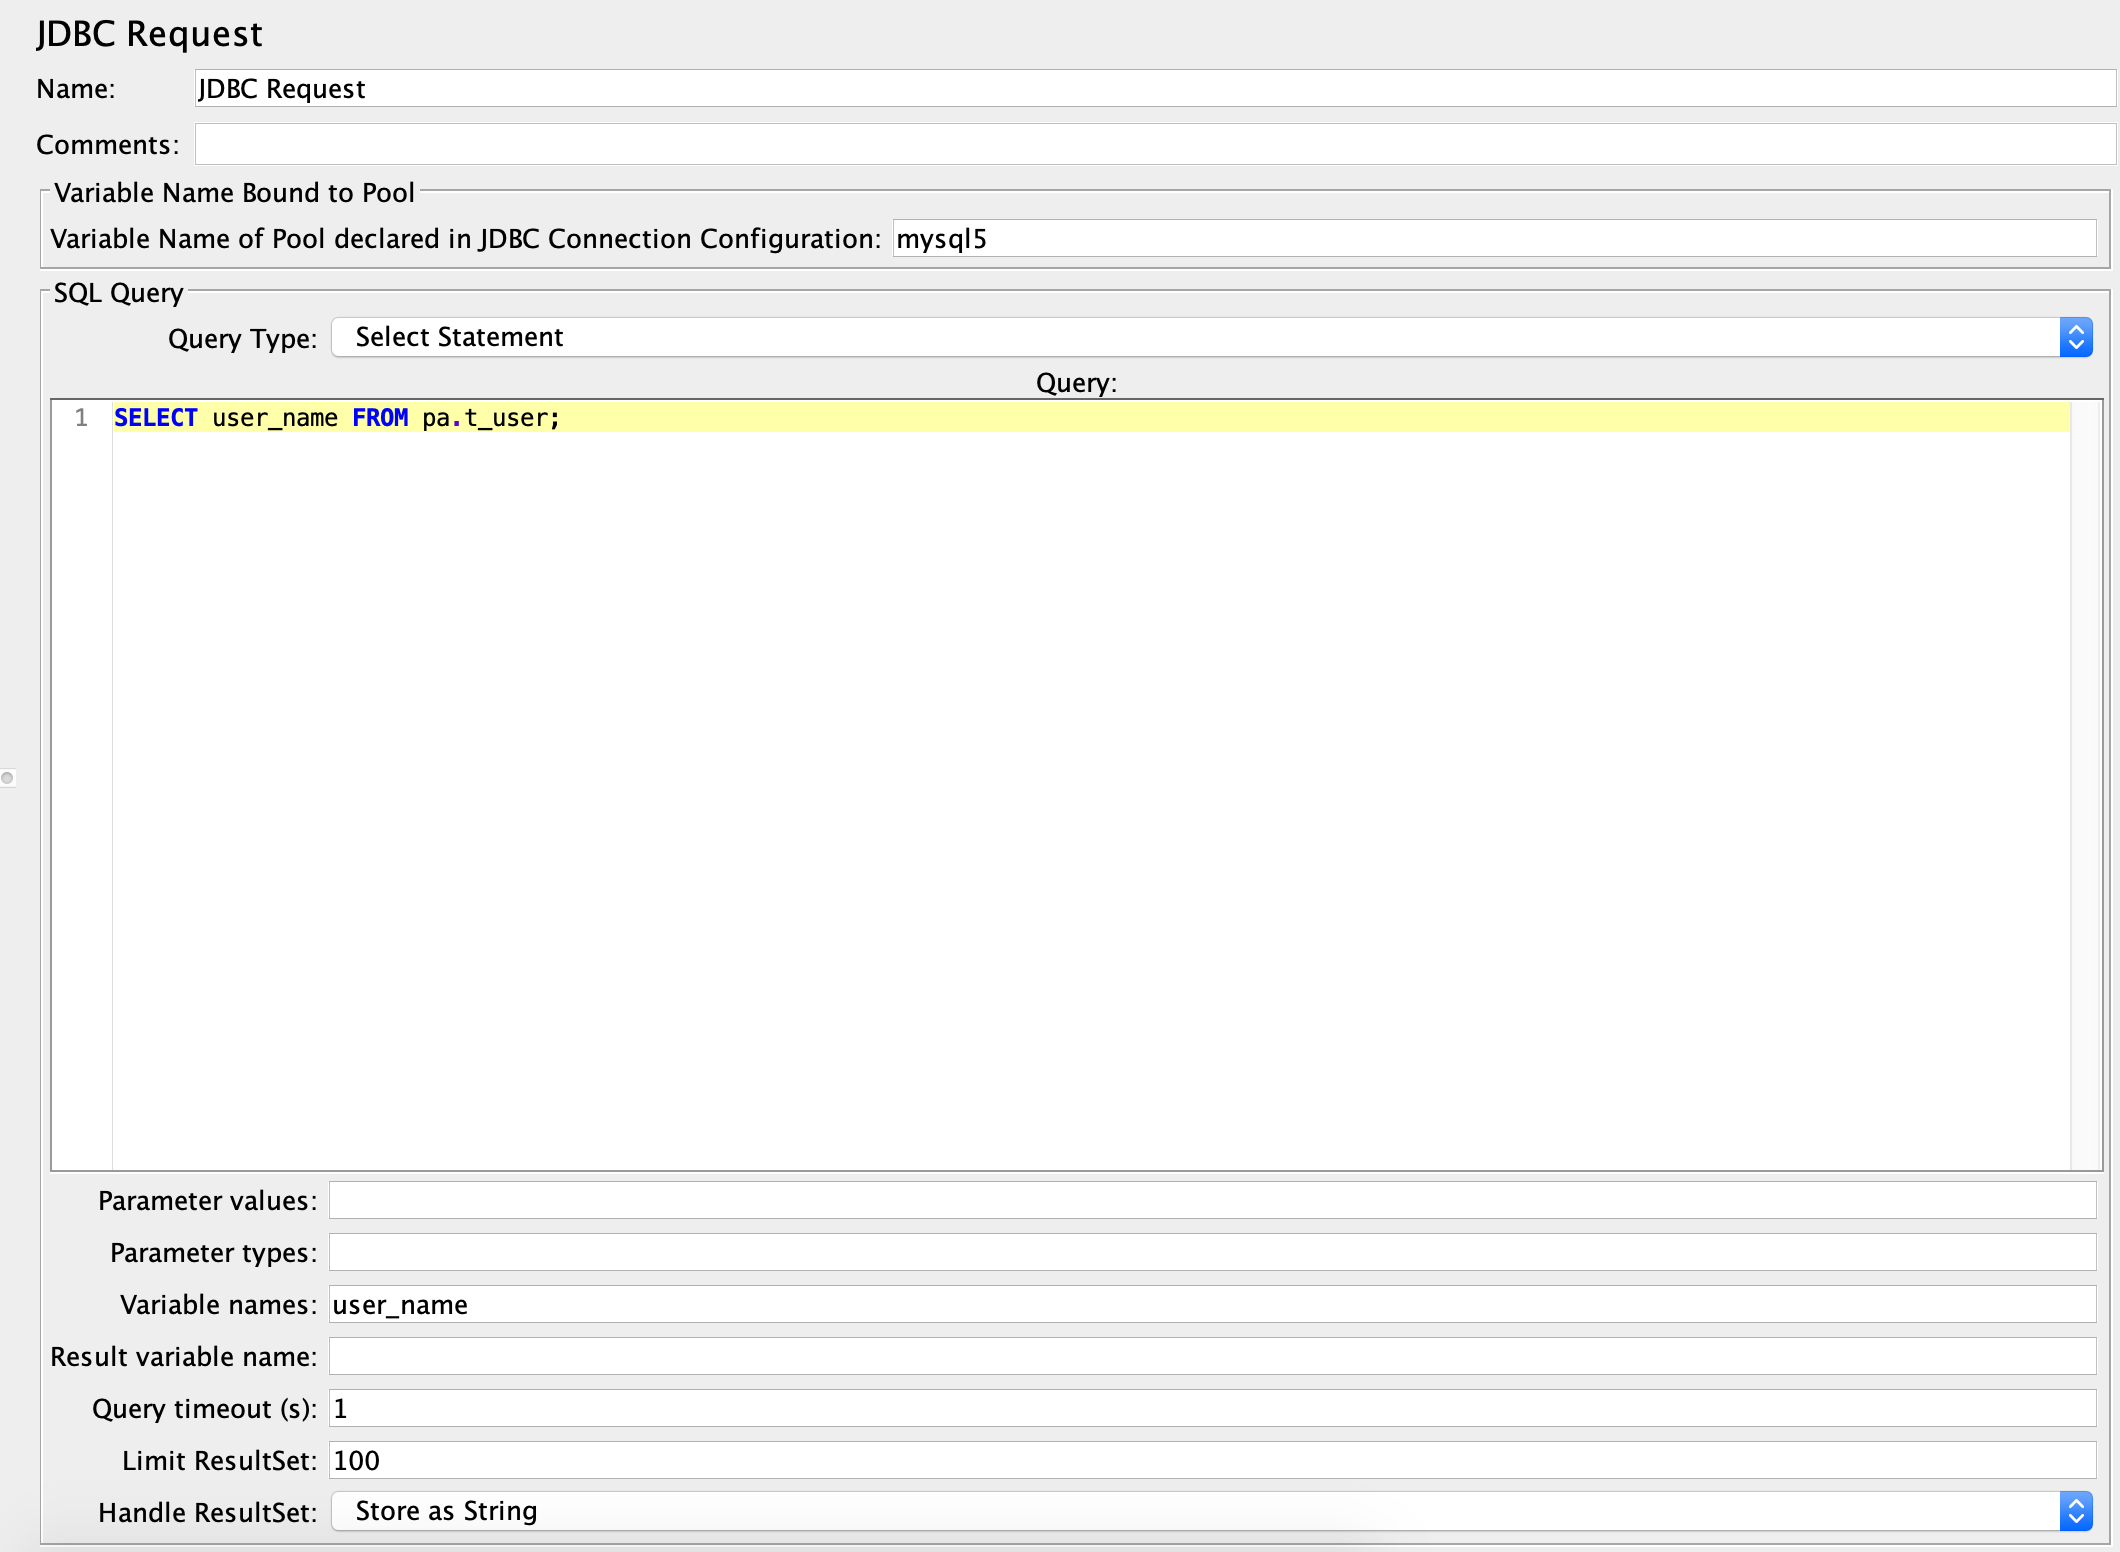 JDBC Request
Name: JDBC Request
Comments:
Variable Name Bound to Pool
Variable Name of Pool declared in JDBC Connection Configuration: mysql5
SQL Query
Query Type: Select Statement
Query:
1 SELECT user_name FROM pa.t_user;
Parameter values:
Parameter types:
Variable names: user_name
Result variable name:
Query timeout (s): 1
Limit ResultSet: 100
Handle ResultSet: Store as String